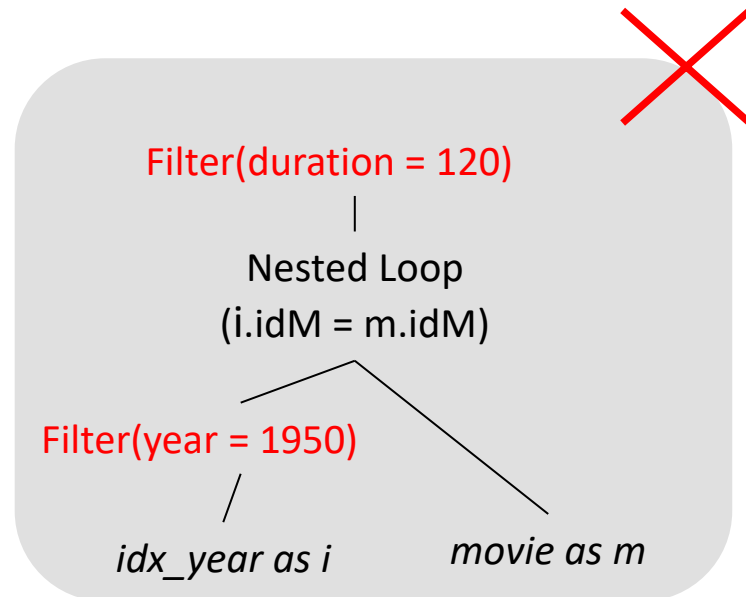 Filter(duration = 120)
Nested Loop
(i.idM = m.idM)
Filter(year = 1950)
idx_year as i
movie as m